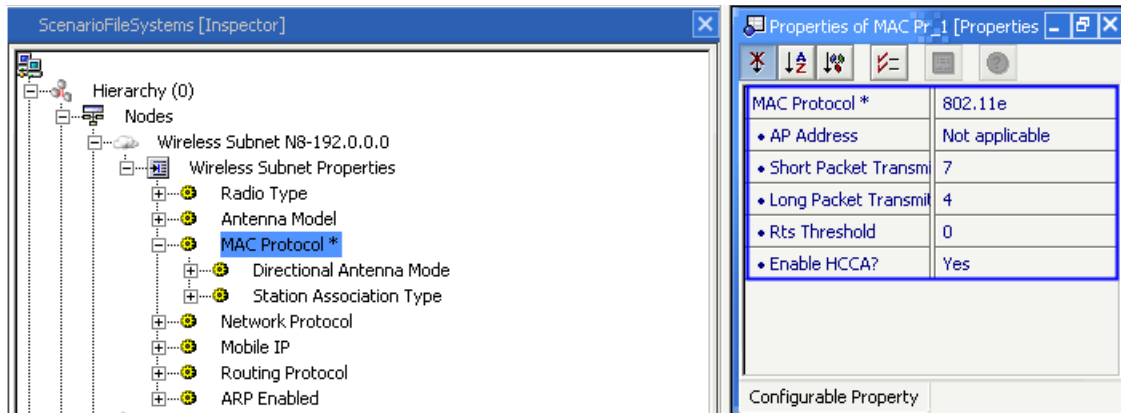 ScenarioFileSystems [Inspector]
Hierarchy (0)
Nodes
Wireless Subnet N8-192.0.0.0
Wireless Subnet Properties
Radio Type
Antenna Model
MAC Protocol *
Directional Antenna Mode
Station Association Type
Network Protocol
Mobile IP
Routing Protocol
ARP Enabled
Properties of MAC Pr_1 [Properties
MAC Protocol * 802.11e
• AP Address Not applicable
• Short Packet Transmi 7
• Long Packet Transmit 4
• Rts Threshold 0
• Enable HCCA? Yes
Configurable Property